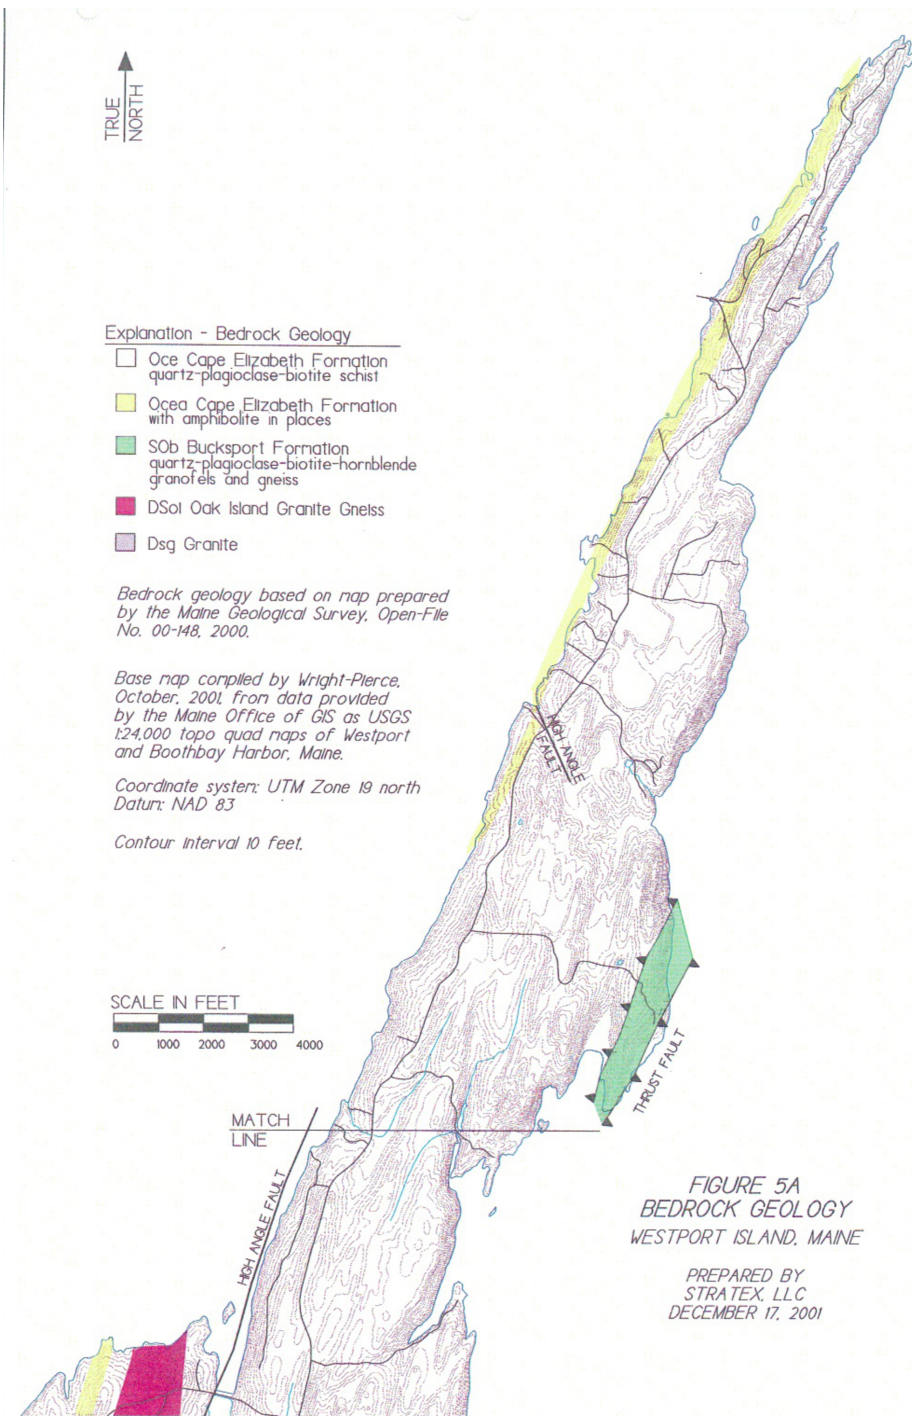 TRUE
NORTH
Explanation - Bedrock Geology
Oce Cape Elizabeth Formation
quartz-plagioclase-biotite schist
Ocea Cape Elizabeth Formation
with amphibolite in places
SOb Bucksport Formation
quartz-plagioclase-biotite-hornblende
granofels and gneiss
DSoi Oak Island Granite Gneiss
Dsg Granite
Bedrock geology based on map prepared
by the Maine Geological Survey, Open-File
No. 00-148, 2000.
Base map compiled by Wright-Pierce,
October, 2001, from data provided
by the Maine Office of GIS as USGS
1:24,000 topo quad maps of Westport
and Boothbay Harbor, Maine.
Coordinate system: UTM Zone 19 north
Datum: NAD 83
Contour interval 10 feet.
HIGH ANGLE
FAULT
SCALE IN FEET
0 1000 2000 3000 4000
THRUST FAULT
MATCH
LINE
HIGH ANGLE FAULT
FIGURE 5A
BEDROCK GEOLOGY
WESTPORT ISLAND, MAINE
PREPARED BY
STRATEX, LLC
DECEMBER 17, 2001